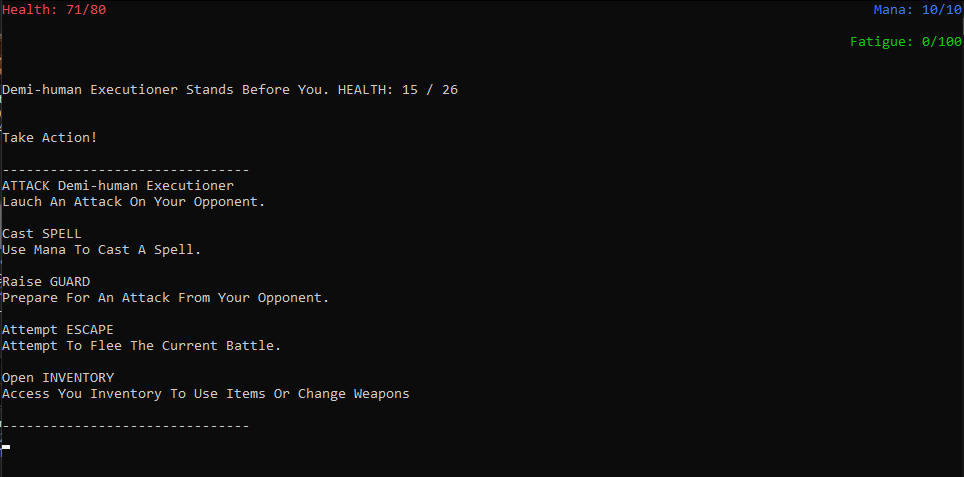 Health: 71/80
Mana: 10/10
Fatigue: 0/100
Demi-human Executioner Stands Before You. HEALTH: 15 / 26
Take Action!
-------------------------------
ATTACK Demi-human Executioner
Lauch An Attack On Your Opponent.
Cast SPELL
Use Mana To Cast A Spell.
Raise GUARD
Prepare For An Attack From Your Opponent.
Attempt ESCAPE
Attempt To Flee The Current Battle.
Open INVENTORY
Access You Inventory To Use Items Or Change Weapons
-------------------------------